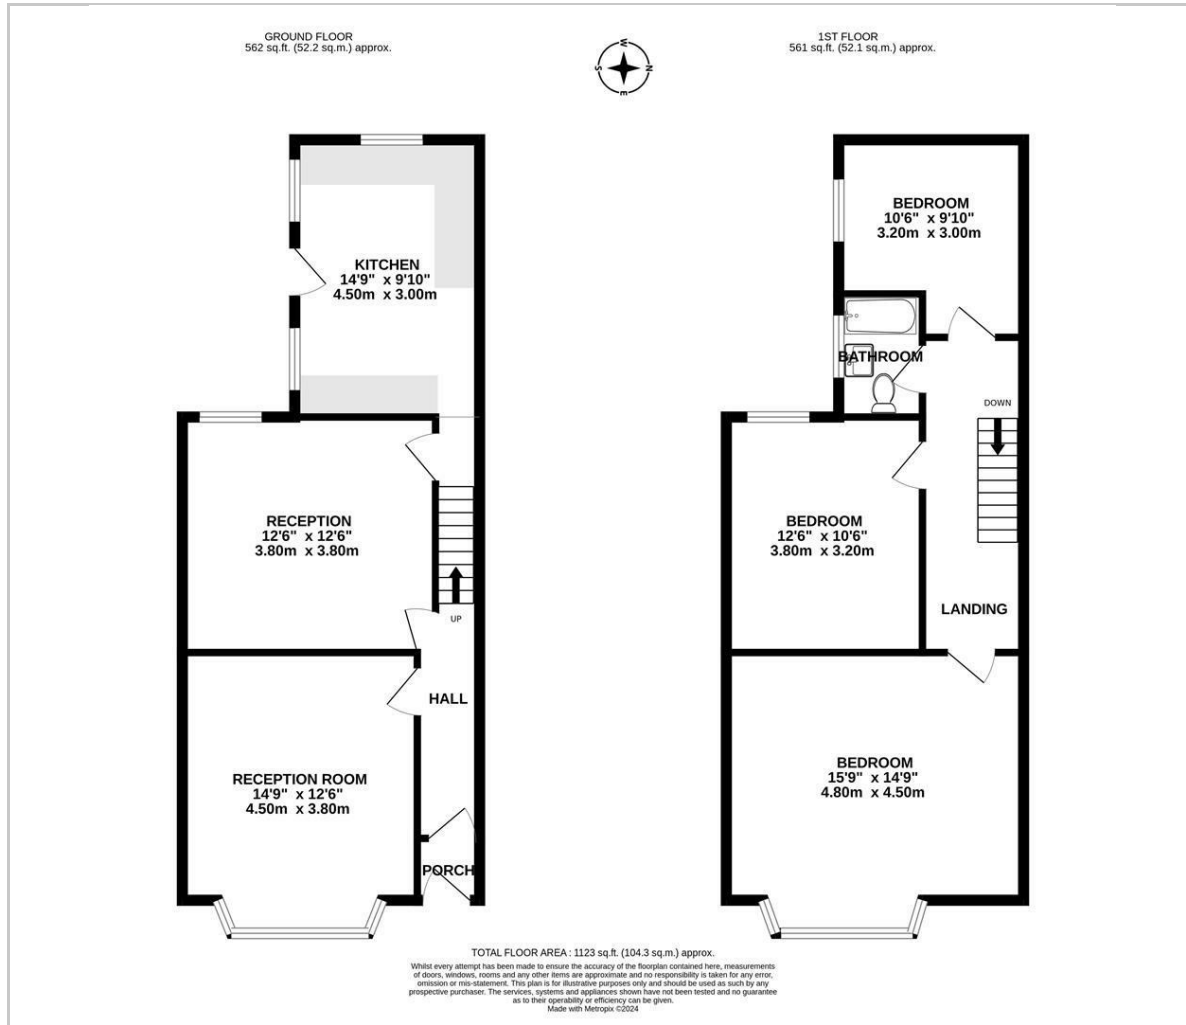 GROUND FLOOR
562 sq.ft. (52.2 sq.m.) approx.
1ST FLOOR
561 sq.ft. (52.1 sq.m.) approx.
W
N
E
S
KITCHEN
14'9" x 9'10"
4.50m x 3.00m
RECEPTION
12'6" x 12'6"
3.80m x 3.80m
UP
HALL
RECEPTION ROOM
14'9" x 12'6"
4.50m x 3.80m
PORCH
BEDROOM
10'6" x 9'10"
3.20m x 3.00m
BATHROOM
DOWN
BEDROOM
12'6" x 10'6"
3.80m x 3.20m
LANDING
BEDROOM
15'9" x 14'9"
4.80m x 4.50m
TOTAL FLOOR AREA : 1123 sq.ft. (104.3 sq.m.) approx.
Whilst every attempt has been made to ensure the accuracy of the floorplan contained here, measurements
of doors, windows, rooms and any other items are approximate and no responsibility is taken for any error,
omission or mis-statement. This plan is for illustrative purposes only and should be used as such by any
prospective purchaser. The services, systems and appliances shown have not been tested and no guarantee
as to their operability or efficiency can be given.
Made with Metropix ©2024